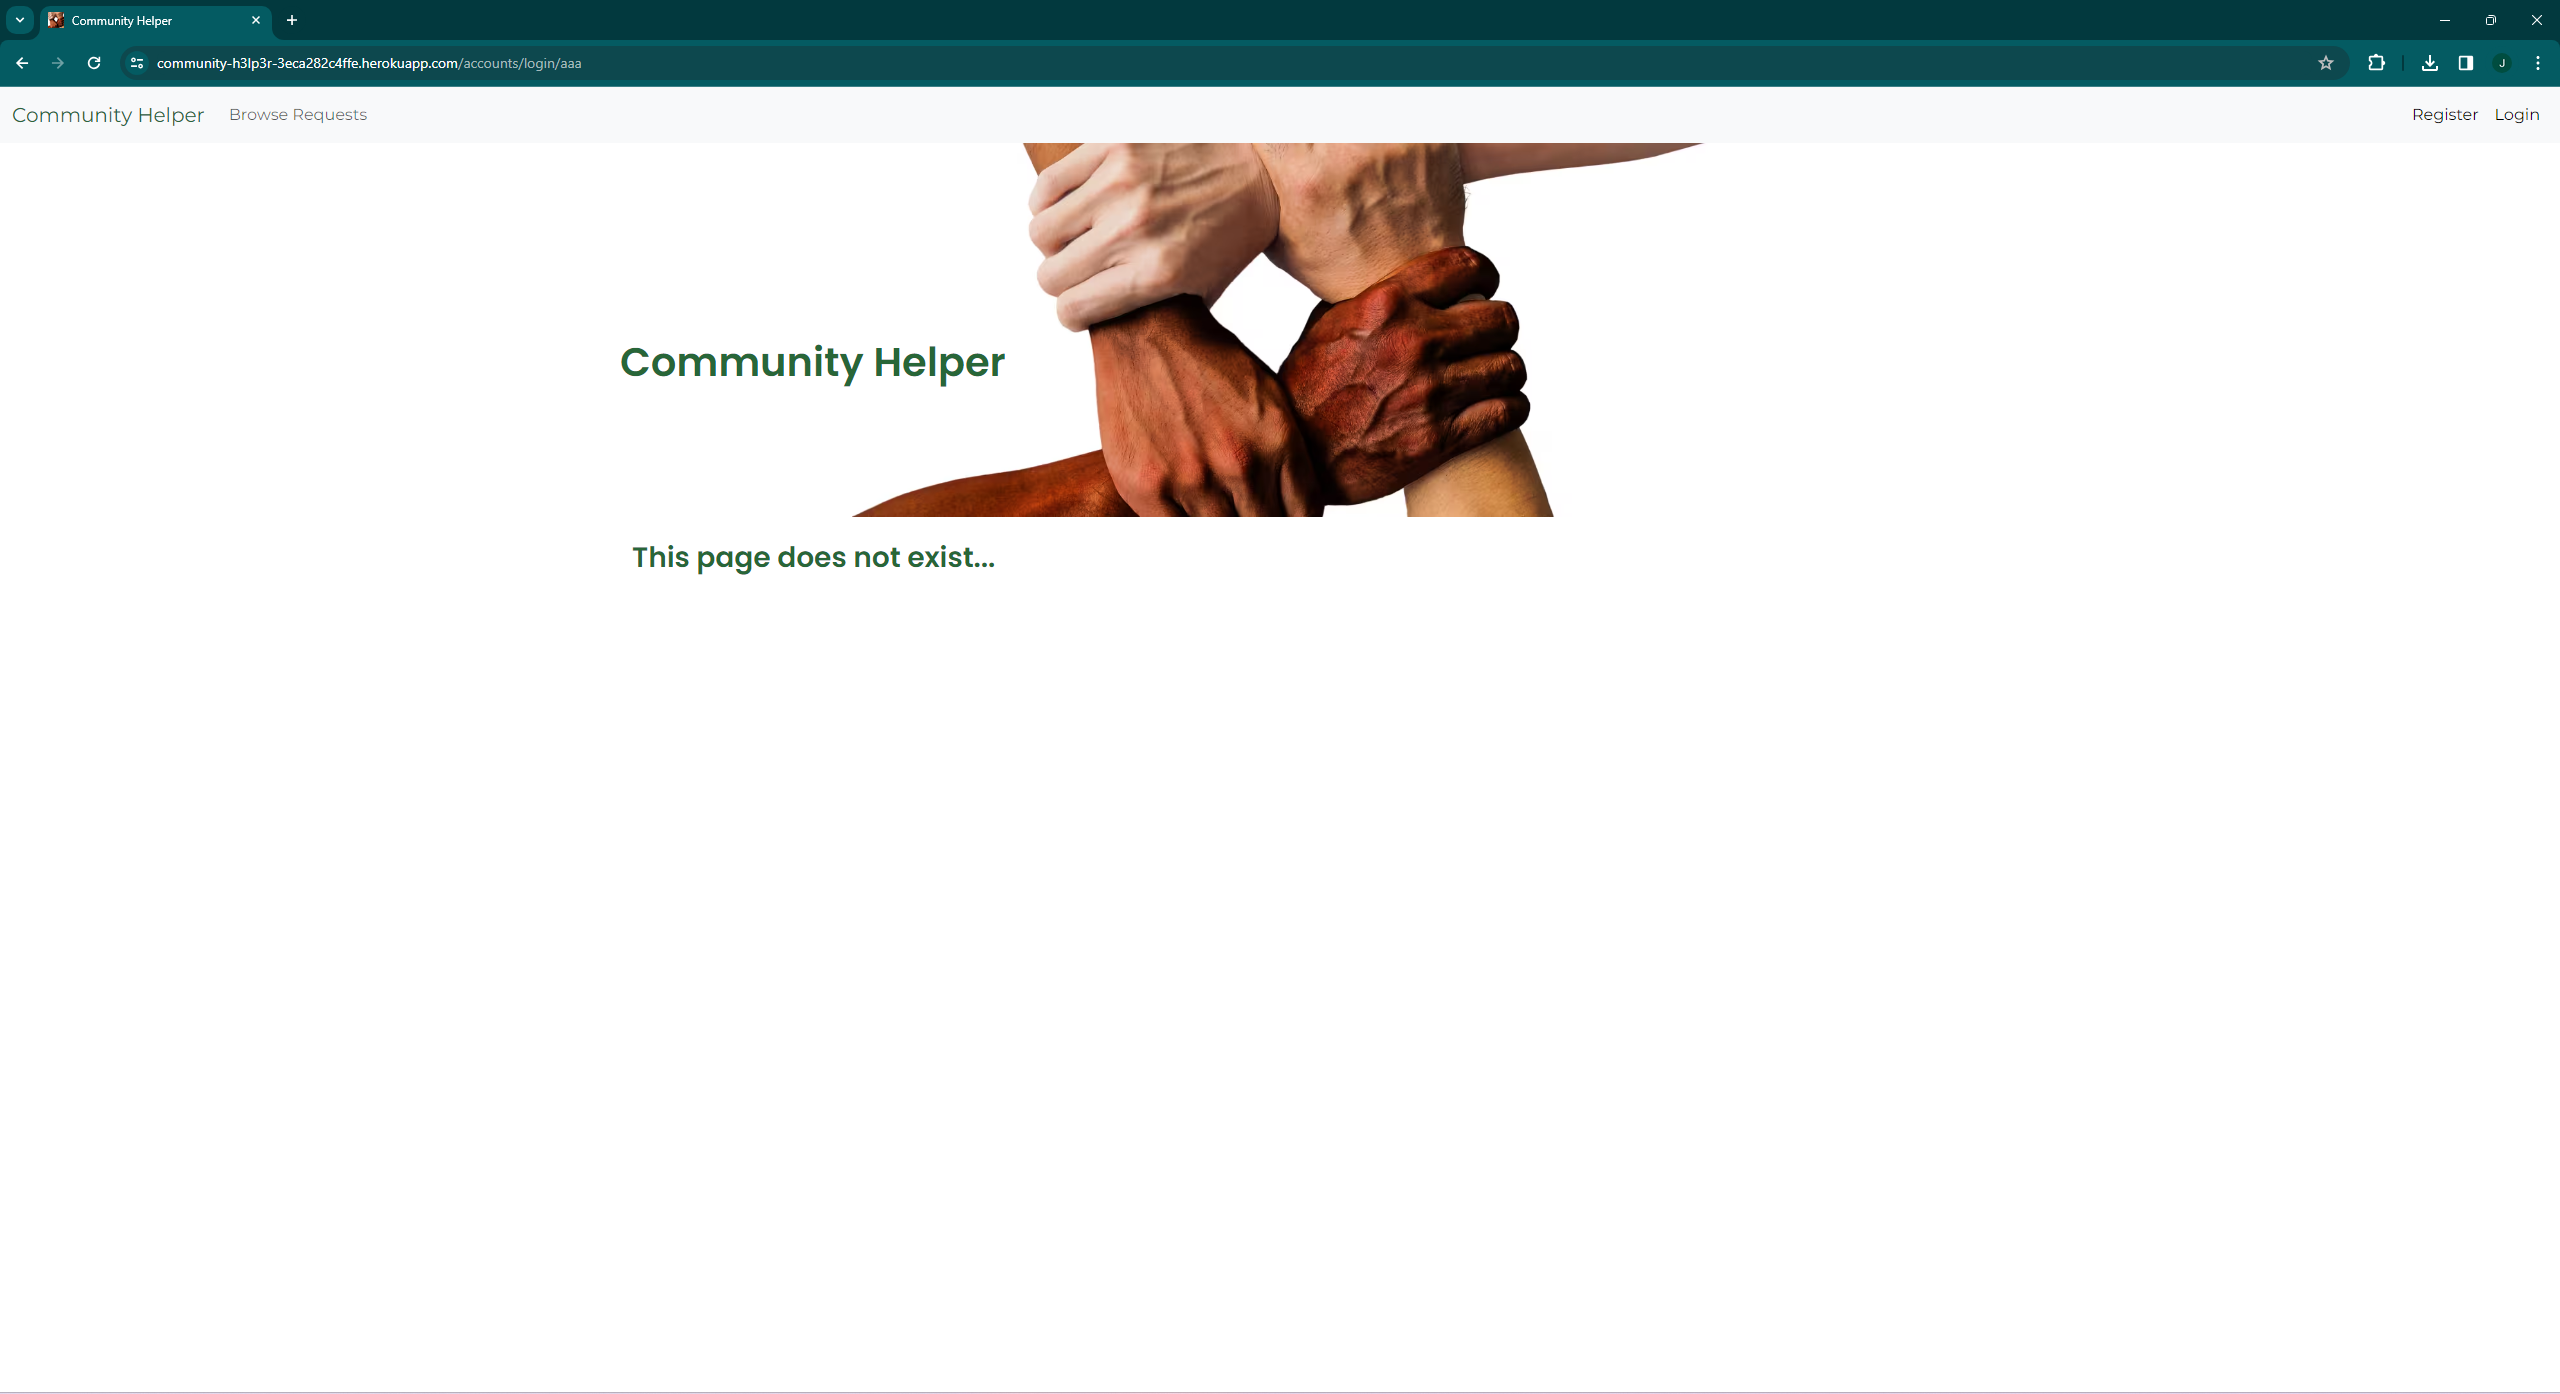 Community Helper
community-h3lp3r-3eca282c4ffe.herokuapp.com/accounts/login/aaa
J
Community Helper
Browse Requests
Register
Login
Community Helper
This page does not exist...